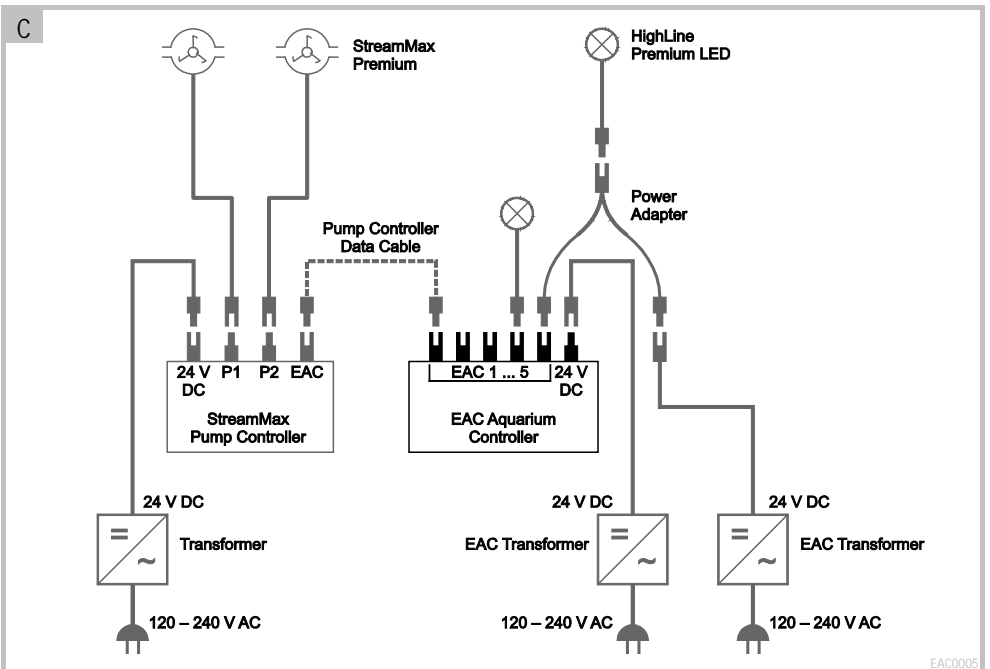 C
StreamMax
Premium
HighLine
Premium LED
Power
Adapter
Pump Controller
Data Cable
24 V
DC
P1
P2
EAC
StreamMax
Pump Controller
EAC 1 ... 5
24 V
DC
EAC Aquarium
Controller
24 V DC
Transformer
120 – 240 V AC
24 V DC
EAC Transformer
120 – 240 V AC
24 V DC
EAC Transformer
120 – 240 V AC
EAC0005